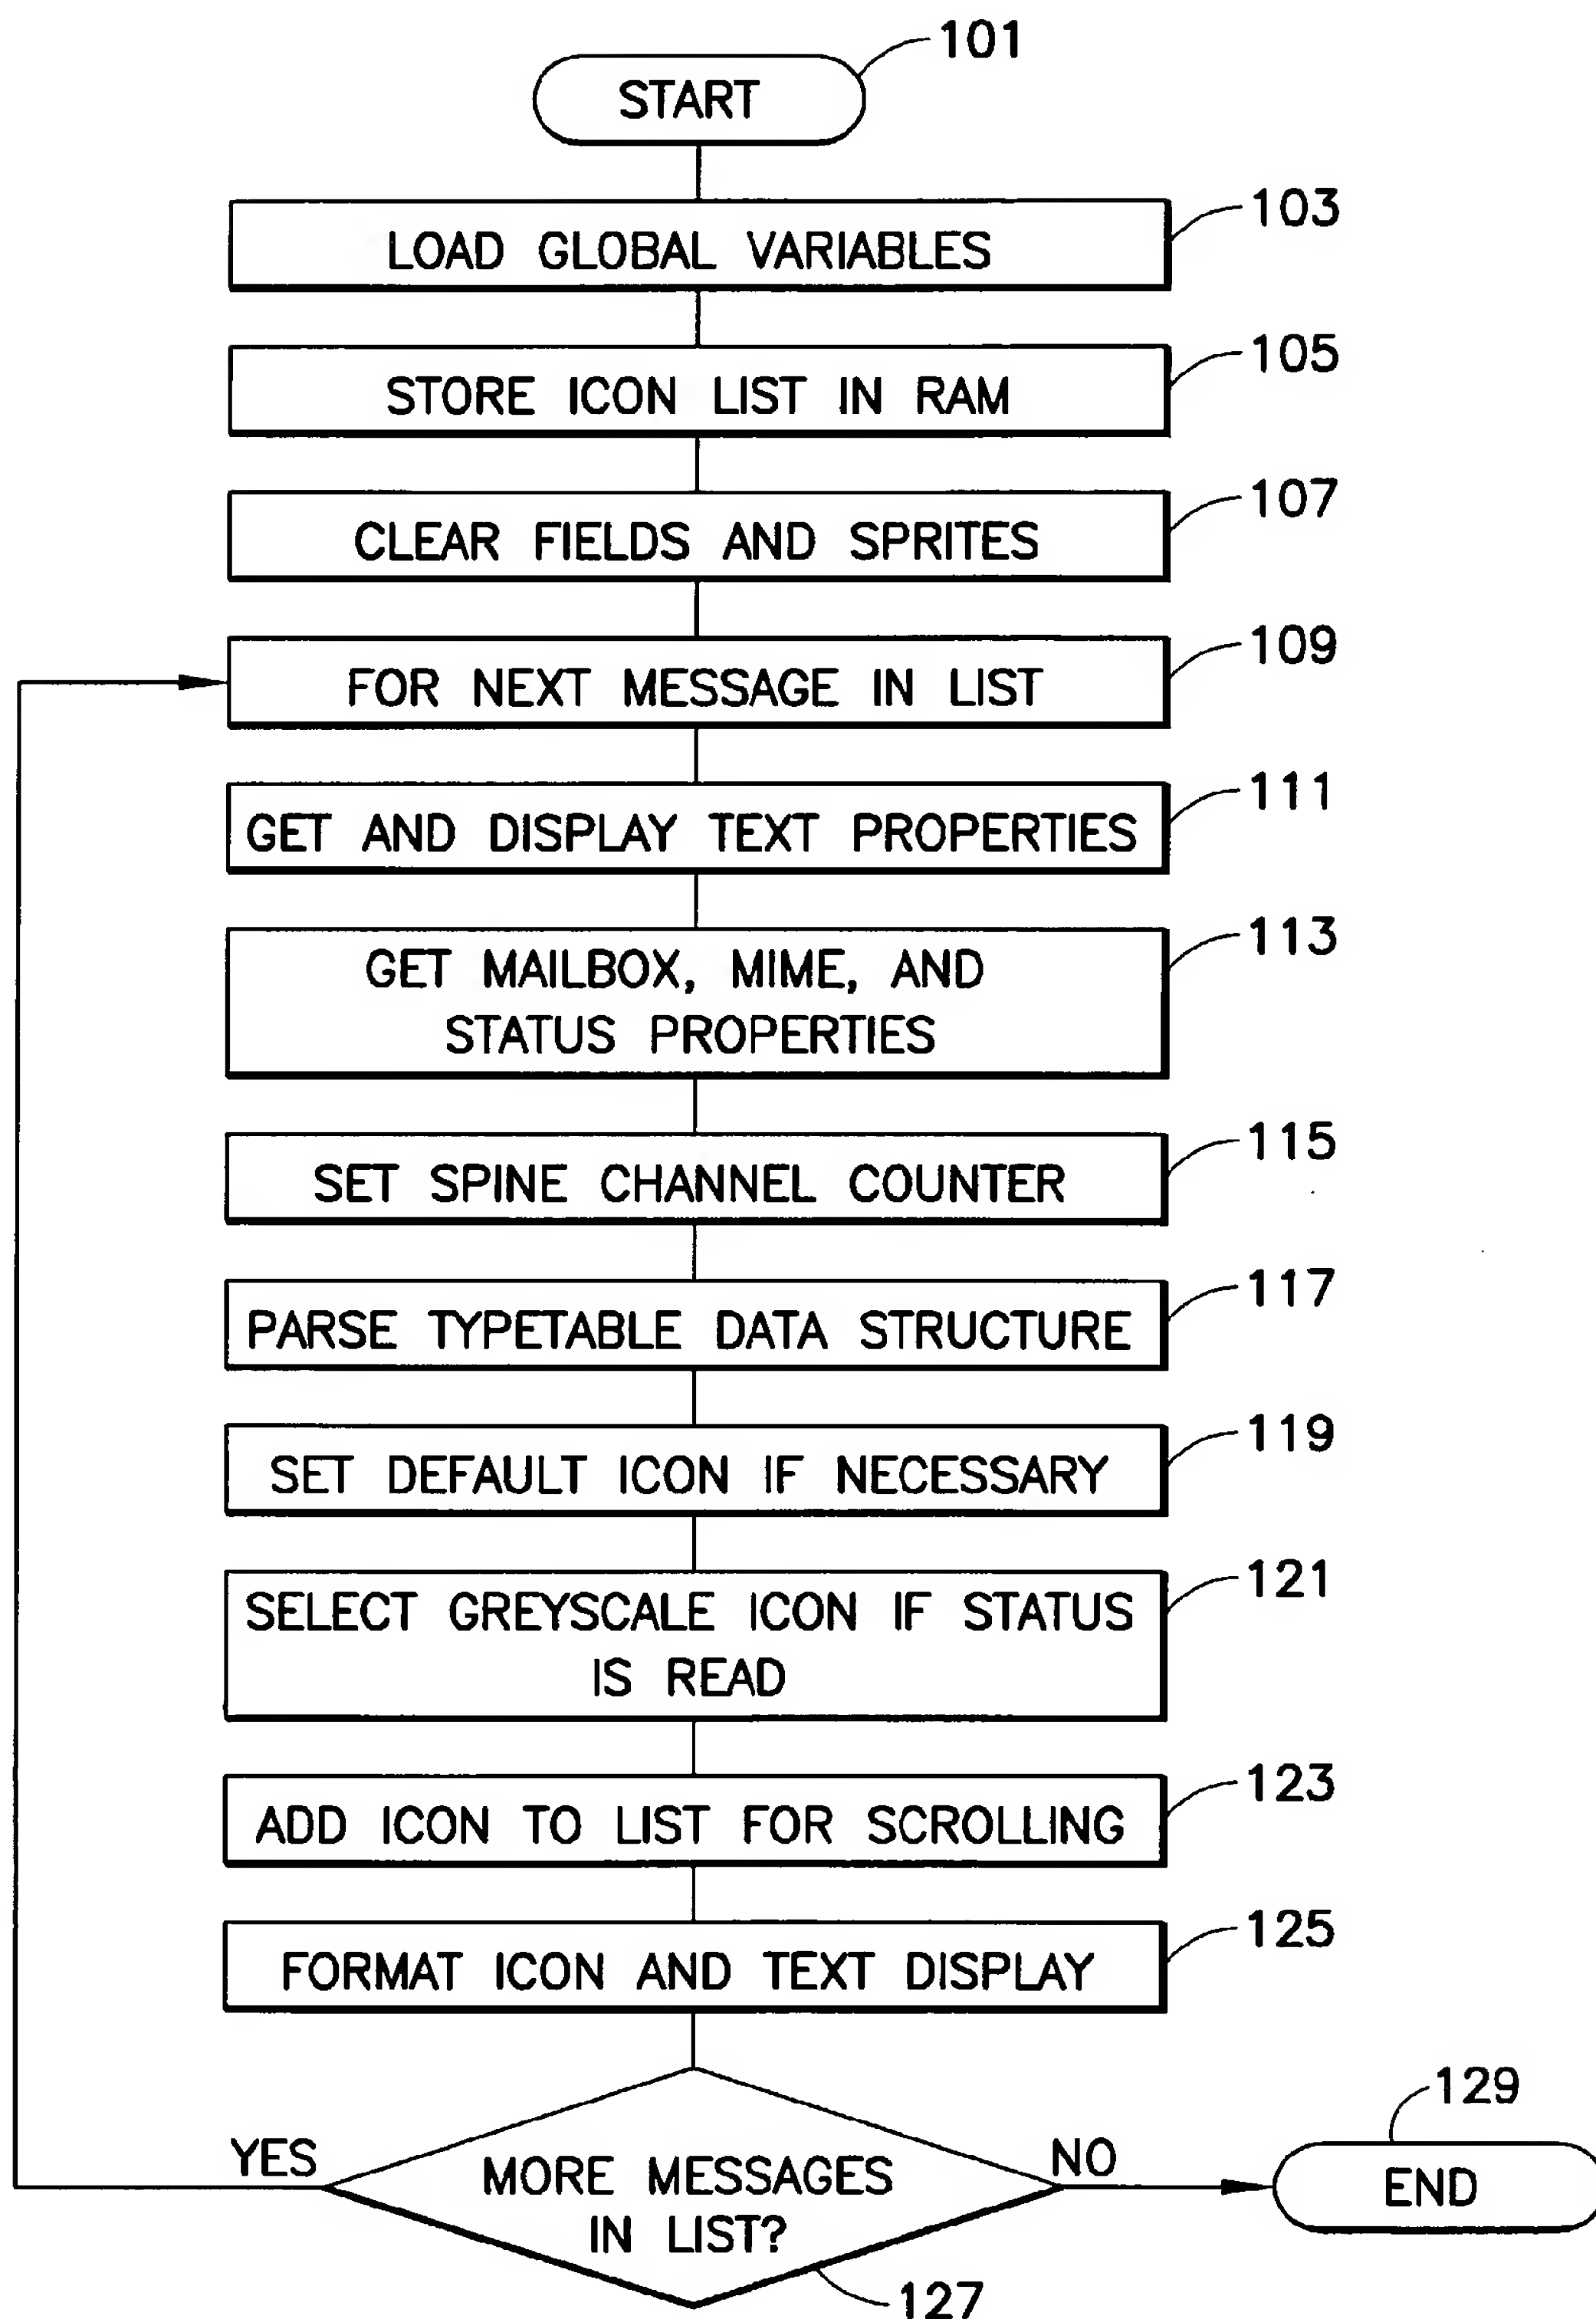 101
START
103
LOAD GLOBAL VARIABLES
105
STORE ICON LIST IN RAM
107
CLEAR FIELDS AND SPRITES
109
FOR NEXT MESSAGE IN LIST
111
GET AND DISPLAY TEXT PROPERTIES
113
GET MAILBOX, MIME, AND
STATUS PROPERTIES
115
SET SPINE CHANNEL COUNTER
117
PARSE TYPETABLE DATA STRUCTURE
119
SET DEFAULT ICON IF NECESSARY
121
SELECT GREYSCALE ICON IF STATUS
IS READ
123
ADD ICON TO LIST FOR SCROLLING
125
FORMAT ICON AND TEXT DISPLAY
129
YES
MORE MESSAGES
IN LIST?
NO
END
127